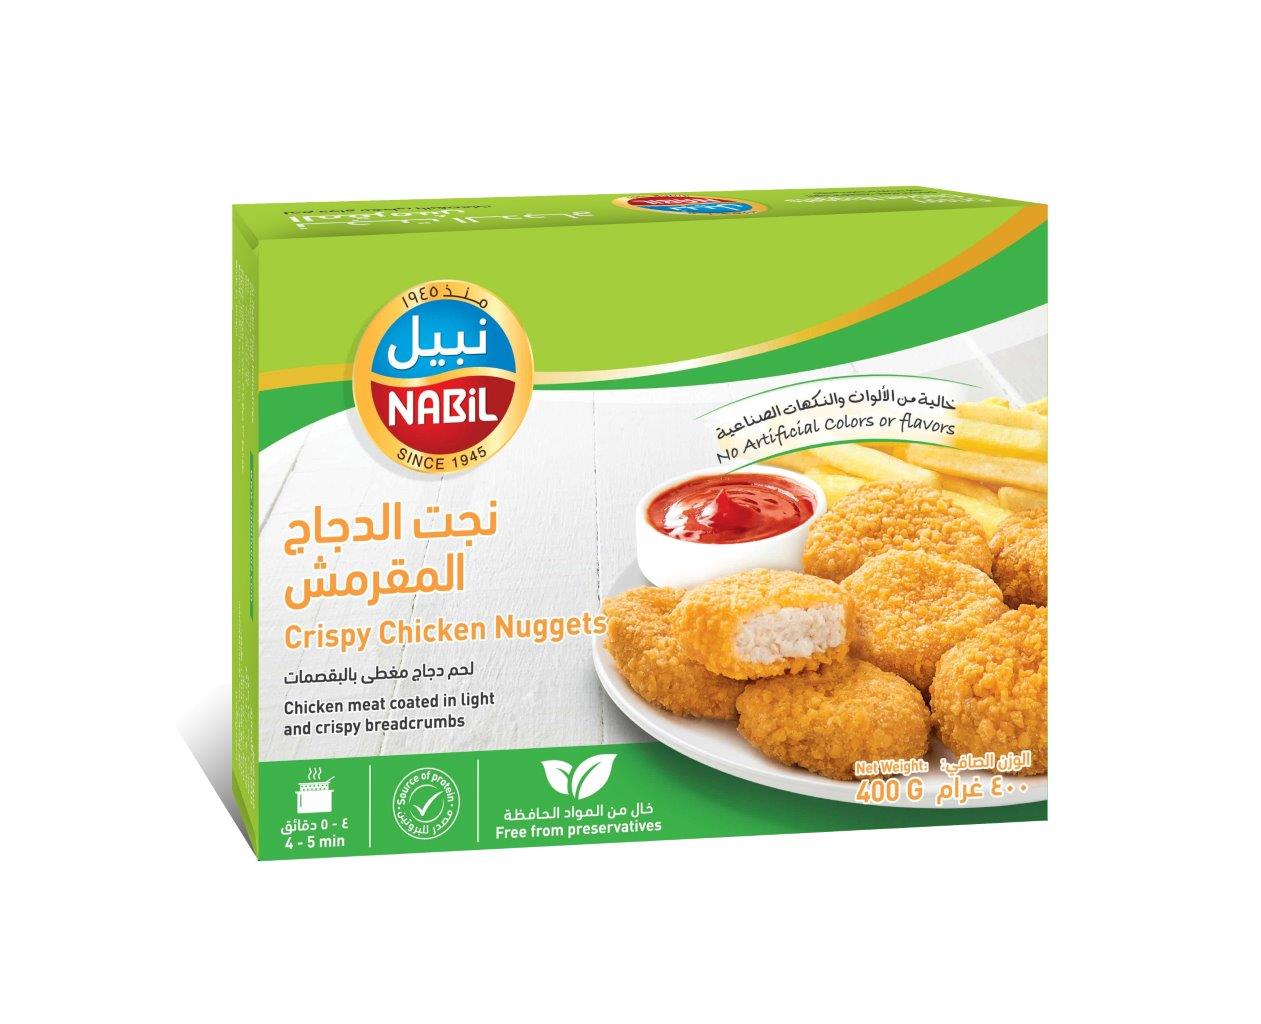 منذ ١٩٤٥
نبيل
NABiL
SINCE 1945
خالية من الألوان والنكهات الصناعية
No Artificial Colors or flavors
نجت الدجاج
المقرمش
Crispy Chicken Nuggets
لحم دجاج مغطى بالبقصمات
Chicken meat coated in light
and crispy breadcrumbs
٤ - ٥ دقائق
4 - 5 min
Source of protein
مصدر للبروتين
خال من المواد الحافظة
Free from preservatives
Net Weight: الوزن الصافي:
400 G ٤٠٠ غرام